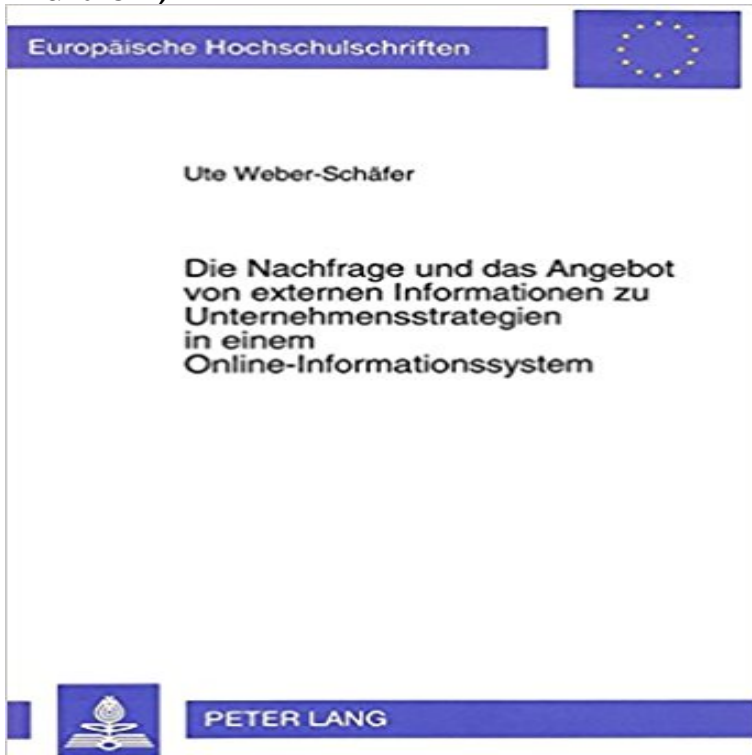 Europäische Hochschulschriften
Ute Weber-Schäfer
Die Nachfrage und das Angebot
von externen Informationen zu
Unternehmensstrategien
in einem
Online-Informationssystem
PETER LANG